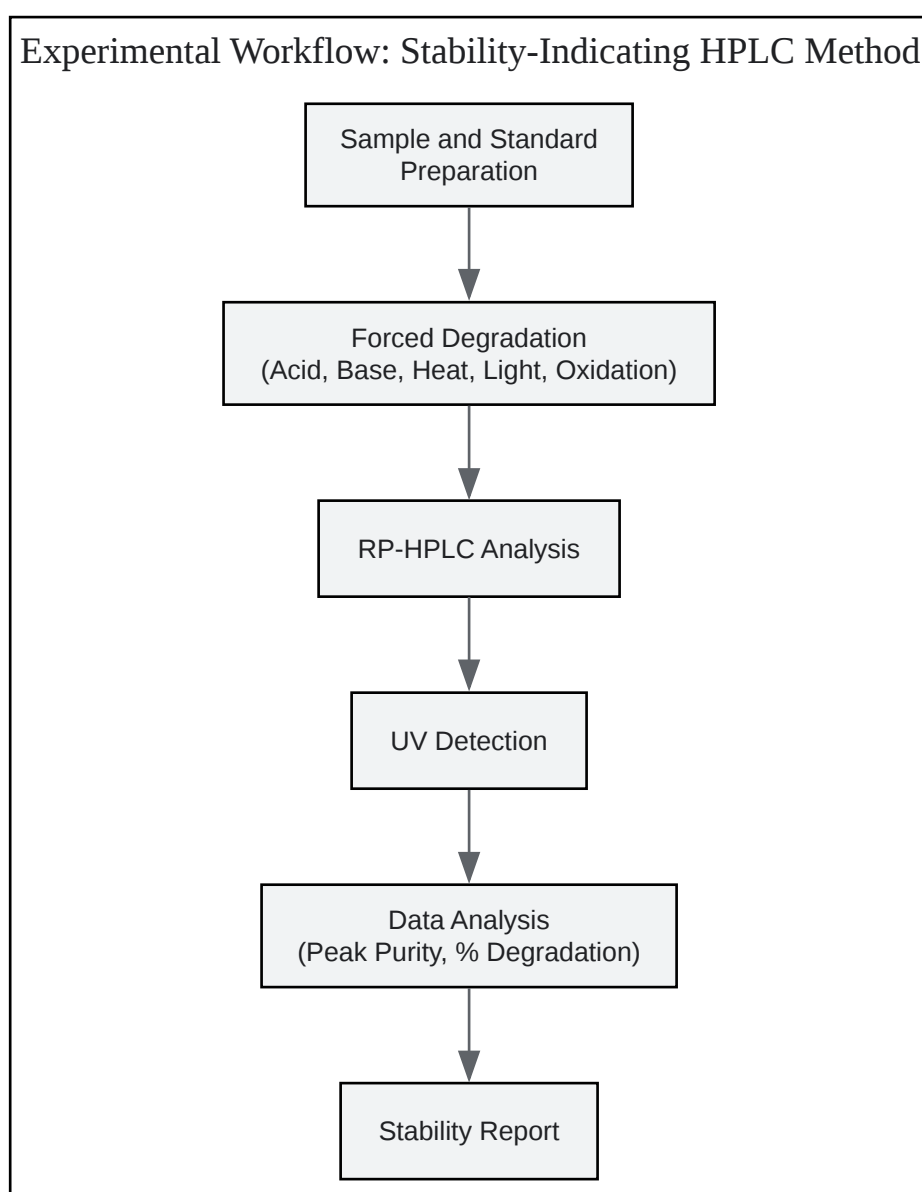 Experimental Workflow: Stability-Indicating HPLC Method
Sample and Standard
Preparation
Forced Degradation
(Acid, Base, Heat, Light, Oxidation)
RP-HPLC Analysis
UV Detection
Data Analysis
(Peak Purity, % Degradation)
Stability Report